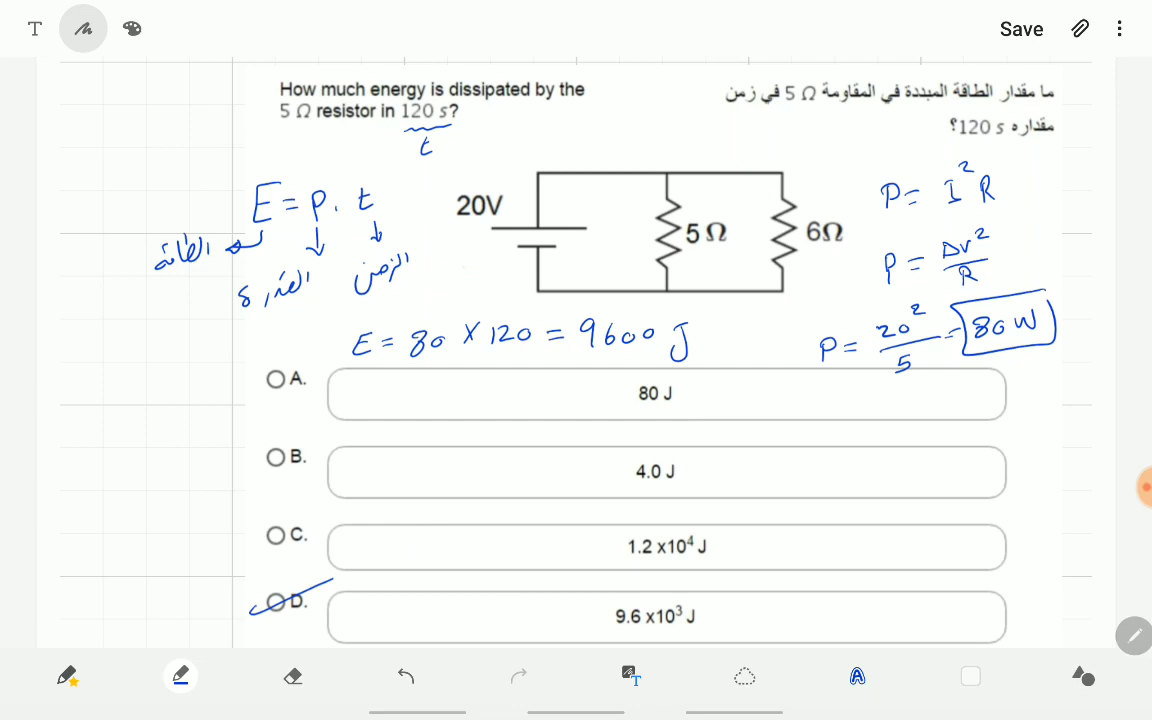 T
Save
How much energy is dissipated by the
5 Ω resistor in 120 s?
t
ما مقدار الطاقة المبددة في المقاومة 5 Ω في زمن
مقداره 120 s؟
E = P . t
الطاقة
القدرة
الزمن
20V
5Ω
6Ω
P = I² R
P = ΔV² / R
P = 20² / 5 = 80 W
E = 80 × 120 = 9600 J
A.
80 J
B.
4.0 J
C.
1.2 x10⁴ J
D.
9.6 x10³ J